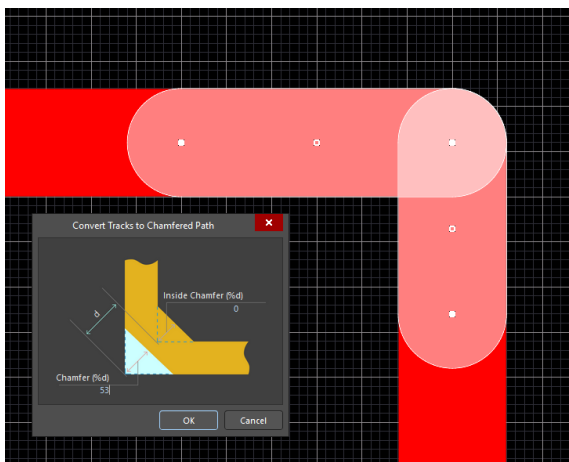 Convert Tracks to Chamfered Path
Inside Chamfer (%d)
0
d
Chamfer (%d)
53
OK
Cancel